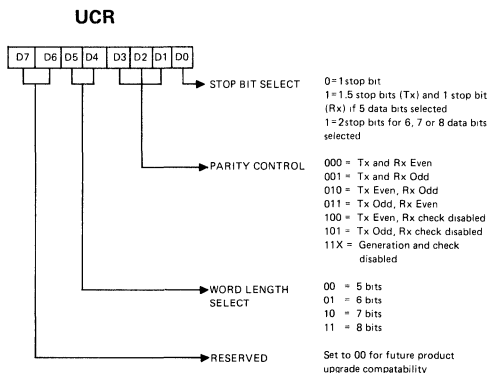 UCR
D7 D6 D5 D4 D3 D2 D1 D0
STOP BIT SELECT
0=1 stop bit
1=1.5 stop bits (Tx) and 1 stop bit
(Rx) if 5 data bits selected
1=2 stop bits for 6, 7 or 8 data bits
selected
PARITY CONTROL
000 = Tx and Rx Even
001 = Tx and Rx Odd
010 = Tx Even, Rx Odd
011 = Tx Odd, Rx Even
100 = Tx Even, Rx check disabled
101 = Tx Odd, Rx check disabled
11X = Generation and check
disabled
WORD LENGTH
SELECT
00 = 5 bits
01 = 6 bits
10 = 7 bits
11 = 8 bits
RESERVED
Set to 00 for future product
upgrade compatability